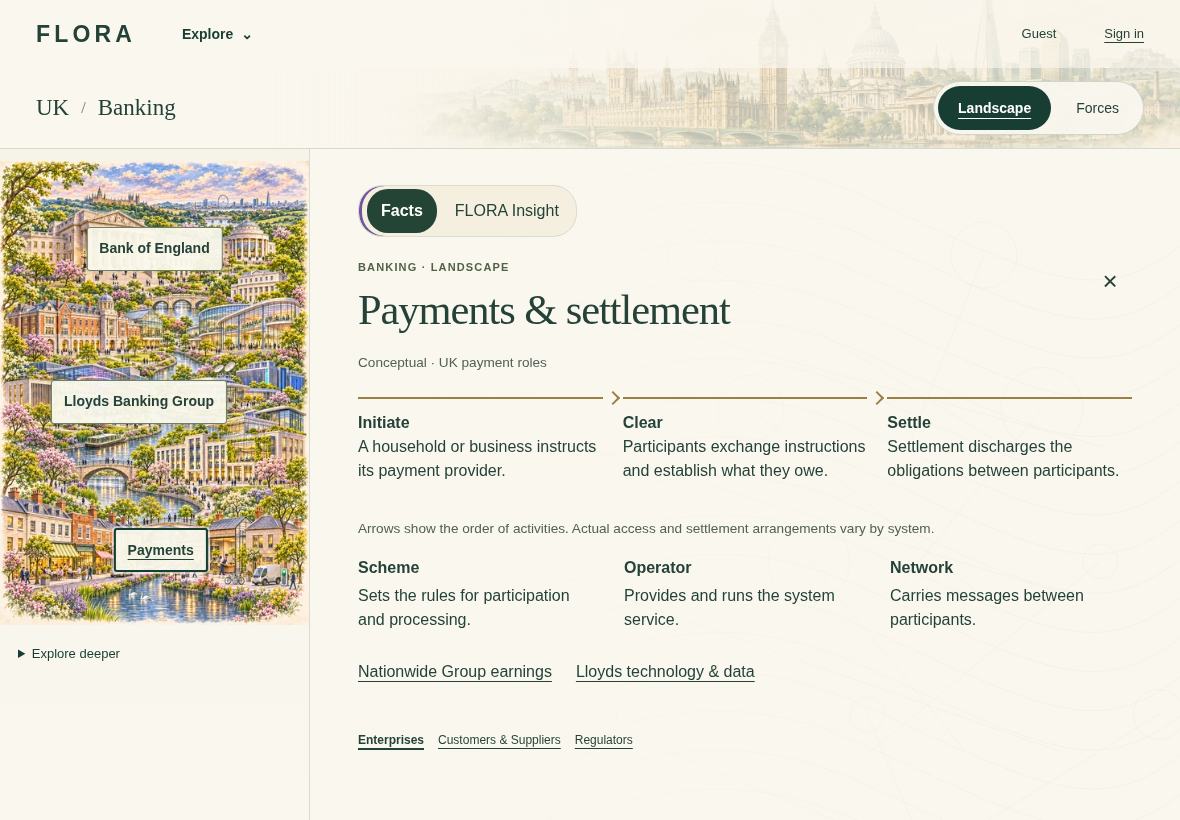 FLORA
Explore
Guest
Sign in
UK / Banking
Landscape
Forces
Bank of England
Lloyds Banking Group
Payments
Explore deeper
Facts
FLORA Insight
BANKING · LANDSCAPE
Payments & settlement
Conceptual · UK payment roles
Initiate
A household or business instructs
its payment provider.
Clear
Participants exchange instructions
and establish what they owe.
Settle
Settlement discharges the
obligations between participants.
Arrows show the order of activities. Actual access and settlement arrangements vary by system.
Scheme
Sets the rules for participation
and processing.
Operator
Provides and runs the system
service.
Network
Carries messages between
participants.
Nationwide Group earnings
Lloyds technology & data
Enterprises
Customers & Suppliers
Regulators